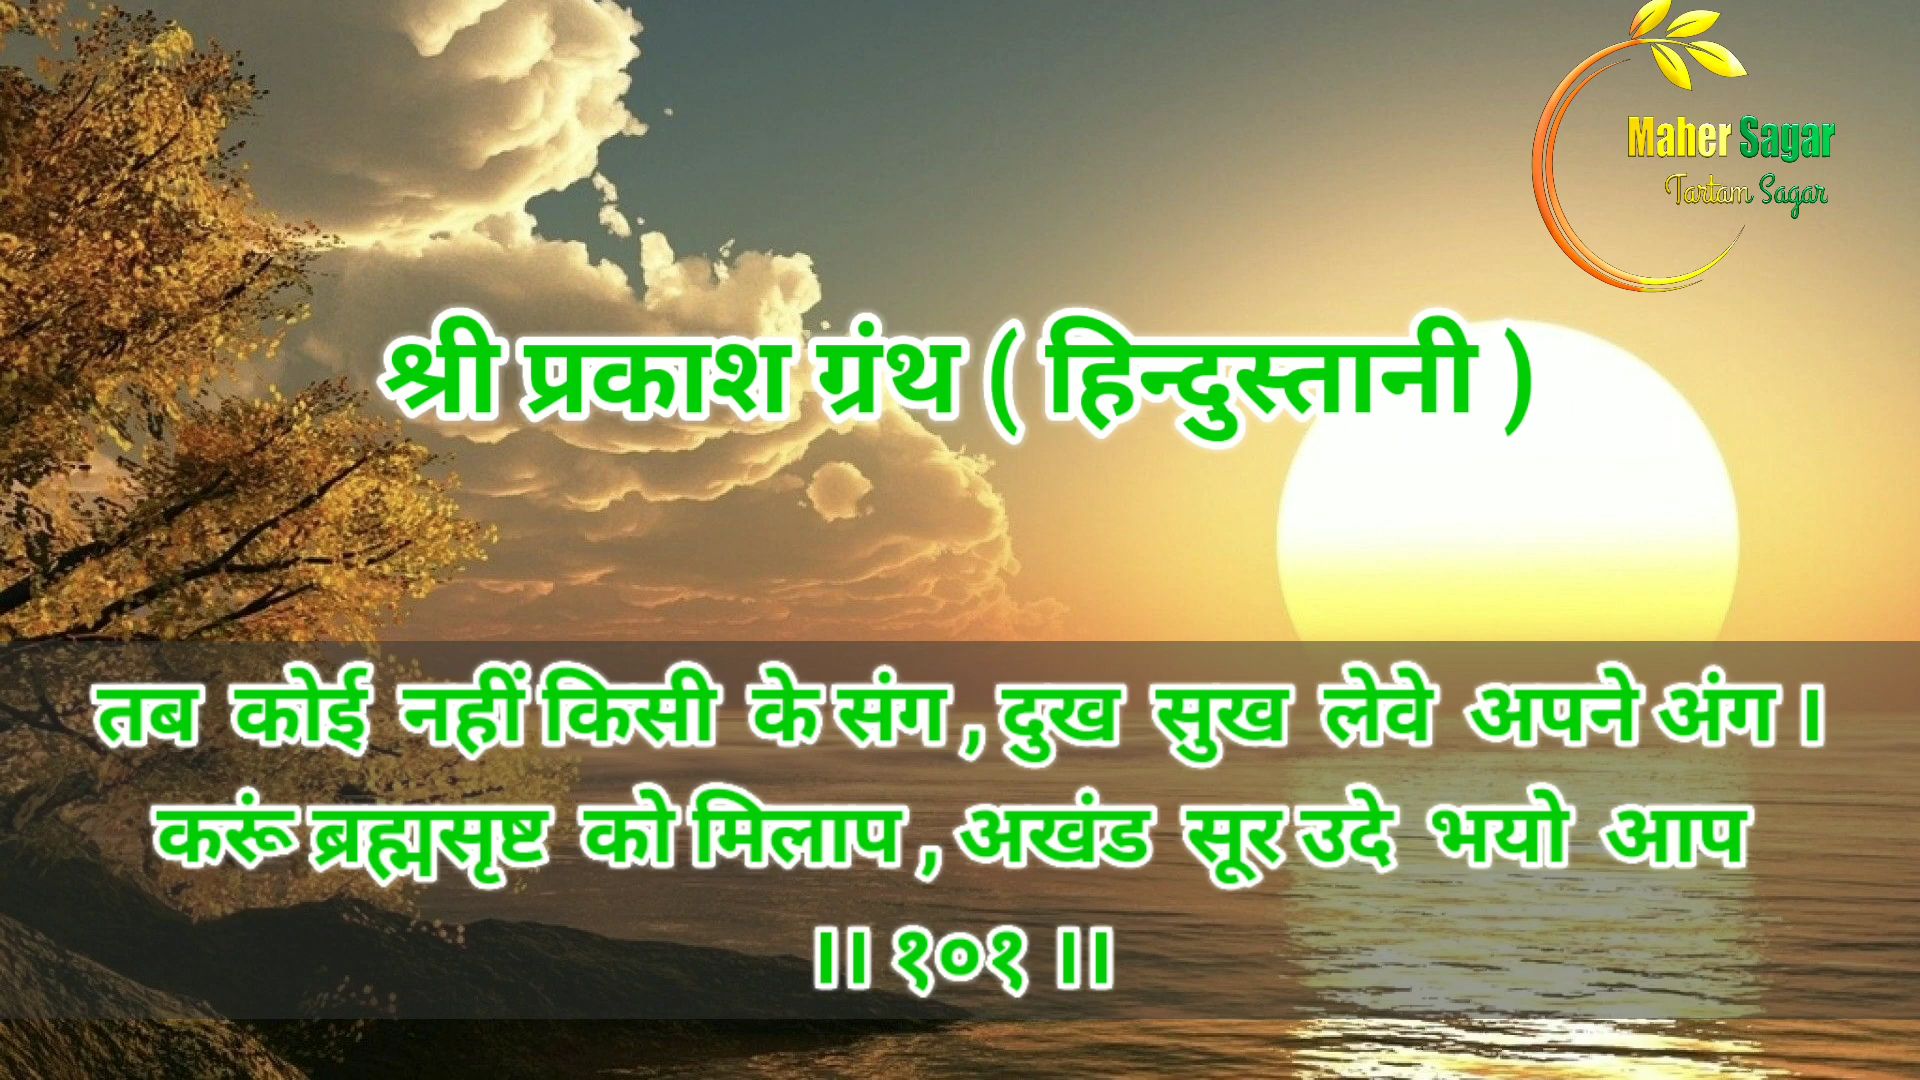 Maher Sagar
Tartam Sagar
श्री प्रकाश ग्रंथ ( हिन्दुस्तानी )
तब कोई नहीं किसी के संग , दुख सुख लेवे अपने अंग ।
करूं ब्रह्मसृष्ट को मिलाप , अखंड सूर उदे भयो आप
।। १०१ ।।